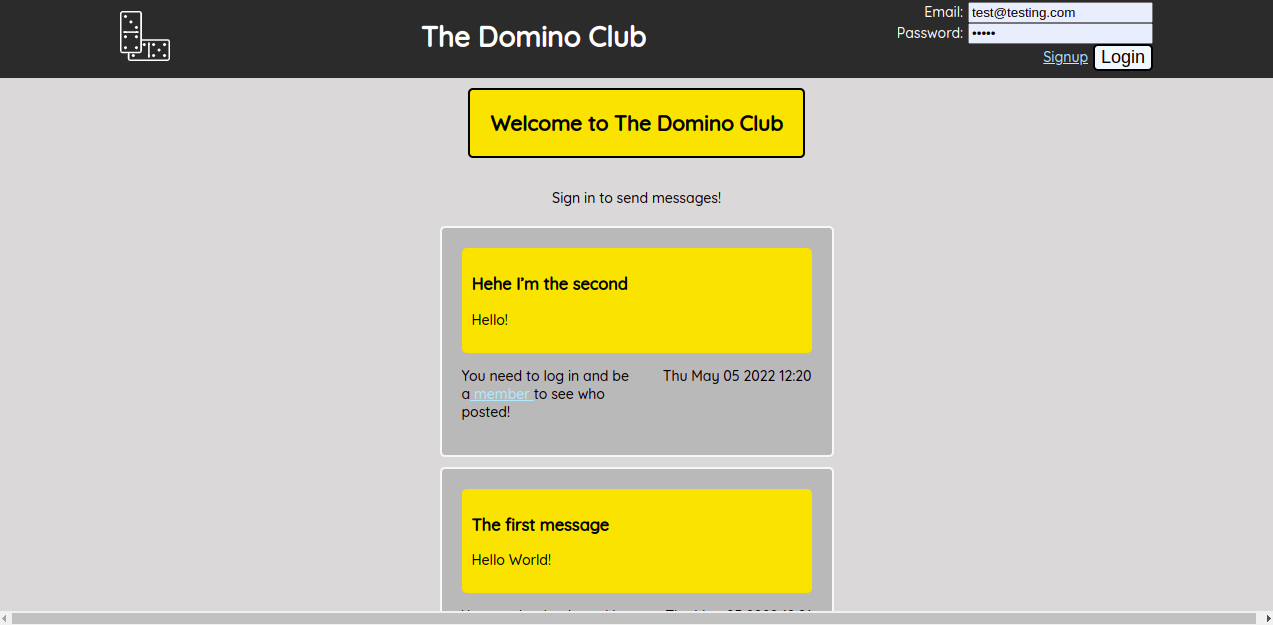 The Domino Club
Email: test@testing.com
Password: •••••
Signup Login
Welcome to The Domino Club
Sign in to send messages!
Hehe I'm the second
Hello!
You need to log in and be
a member to see who
posted!
Thu May 05 2022 12:20
The first message
Hello World!